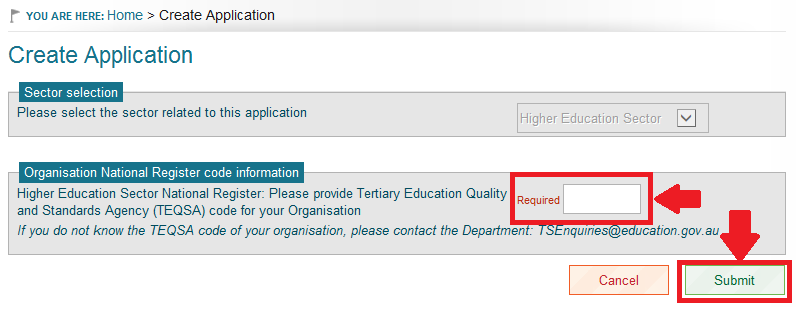 YOU ARE HERE: Home > Create Application
Create Application
Sector selection
Please select the sector related to this application
Higher Education Sector
Organisation National Register code information
Higher Education Sector National Register: Please provide Tertiary Education Quality
and Standards Agency (TEQSA) code for your Organisation
Required
If you do not know the TEQSA code of your organisation, please contact the Department: TSEnquiries@education.gov.au
Cancel
Submit